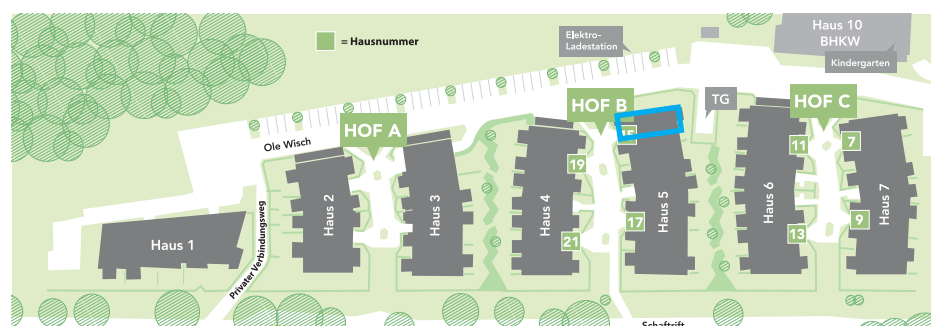 Haus 10
BHKW
Elektro-
Ladestation
= Hausnummer
Kindergarten
TG
HOF A
HOF B
HOF C
Ole Wisch
15
11
7
19
Haus 1
Haus 2
Haus 3
Haus 4
Haus 5
Haus 6
Haus 7
17
9
21
13
Privater Verbindungsweg
Schaftrift